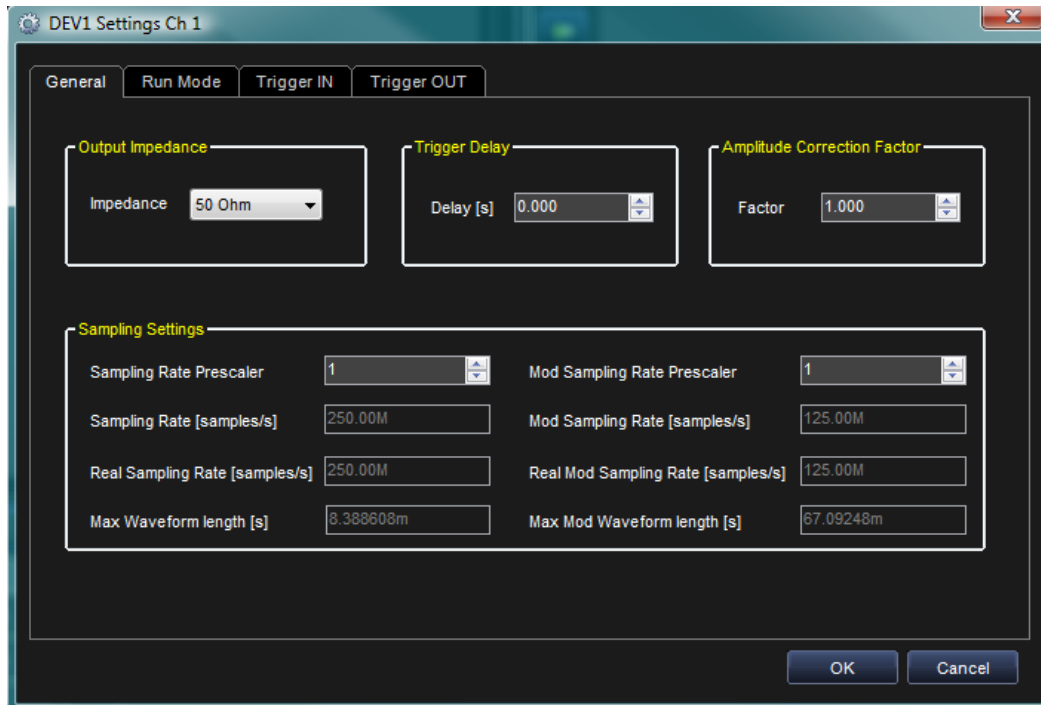 DEV1 Settings Ch 1
X
General Run Mode Trigger IN Trigger OUT
Output Impedance Trigger Delay Amplitude Correction Factor
Impedance 50 Ohm Delay [s] 0.000 Factor 1.000
Sampling Settings
Sampling Rate Prescaler 1 Mod Sampling Rate Prescaler 1
Sampling Rate [samples/s] 250.00M Mod Sampling Rate [samples/s] 125.00M
Real Sampling Rate [samples/s] 250.00M Real Mod Sampling Rate [samples/s] 125.00M
Max Waveform length [s] 8.388608m Max Mod Waveform length [s] 67.09248m
OK Cancel